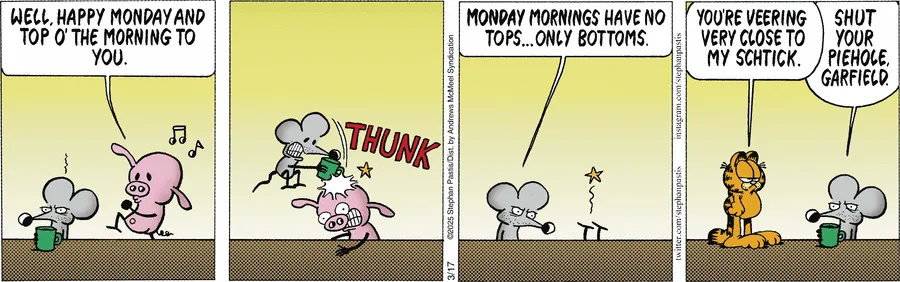 WELL, HAPPY MONDAY AND
TOP O' THE MORNING TO
YOU.
THUNK
©2025 Stephan Pastis/Dist. by Andrews McMeel Syndication
3/17
MONDAY MORNINGS HAVE NO
TOPS...ONLY BOTTOMS.
twitter.com/stephanpastis
instagram.com/stephanpastis
YOU'RE VEERING
VERY CLOSE TO
MY SCHTICK.
SHUT
YOUR
PIEHOLE,
GARFIELD.